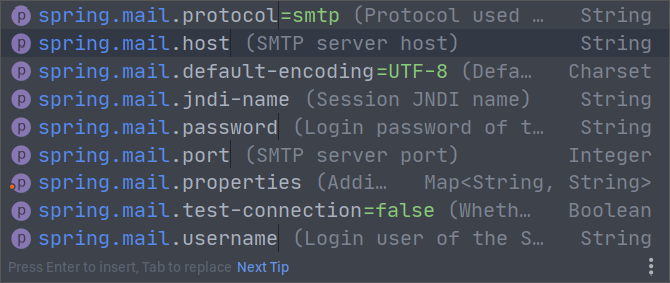 p spring.mail.protocol=smtp (Protocol used … String
p spring.mail.host (SMTP server host) String
p spring.mail.default-encoding=UTF-8 (Defa… Charset
p spring.mail.jndi-name (Session JNDI name) String
p spring.mail.password (Login password of t… String
p spring.mail.port (SMTP server port) Integer
p spring.mail.properties (Addi… Map<String, String>
p spring.mail.test-connection=false (Wheth… Boolean
p spring.mail.username (Login user of the S… String
Press Enter to insert, Tab to replace Next Tip